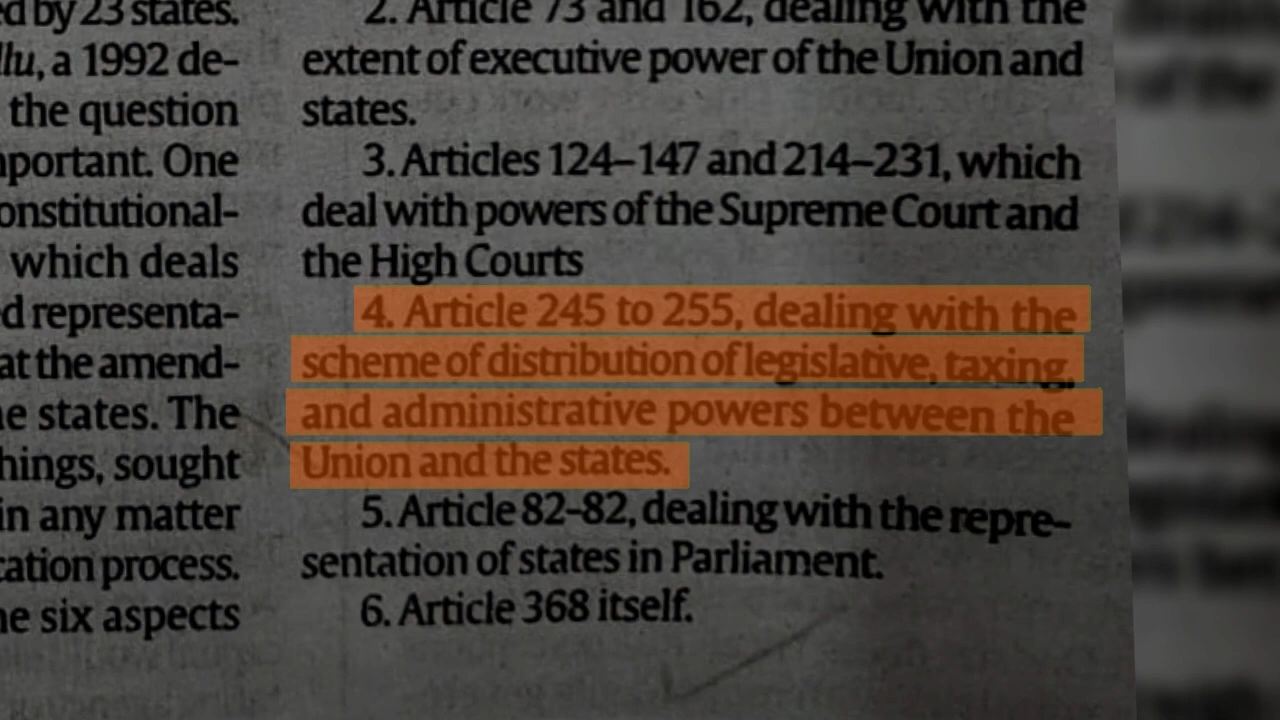 ed by 23 states.
llu, a 1992 de-
the question
mportant. One
onstitutional-
which deals
ed representa-
at the amend-
he states. The
hings, sought
in any matter
cation process.
he six aspects
2. Article 73 and 162, dealing with the
extent of executive power of the Union and
states.
3. Articles 124–147 and 214–231, which
deal with powers of the Supreme Court and
the High Courts
4. Article 245 to 255, dealing with the
scheme of distribution of legislative, taxing,
and administrative powers between the
Union and the states.
5. Article 82–82, dealing with the repre-
sentation of states in Parliament.
6. Article 368 itself.